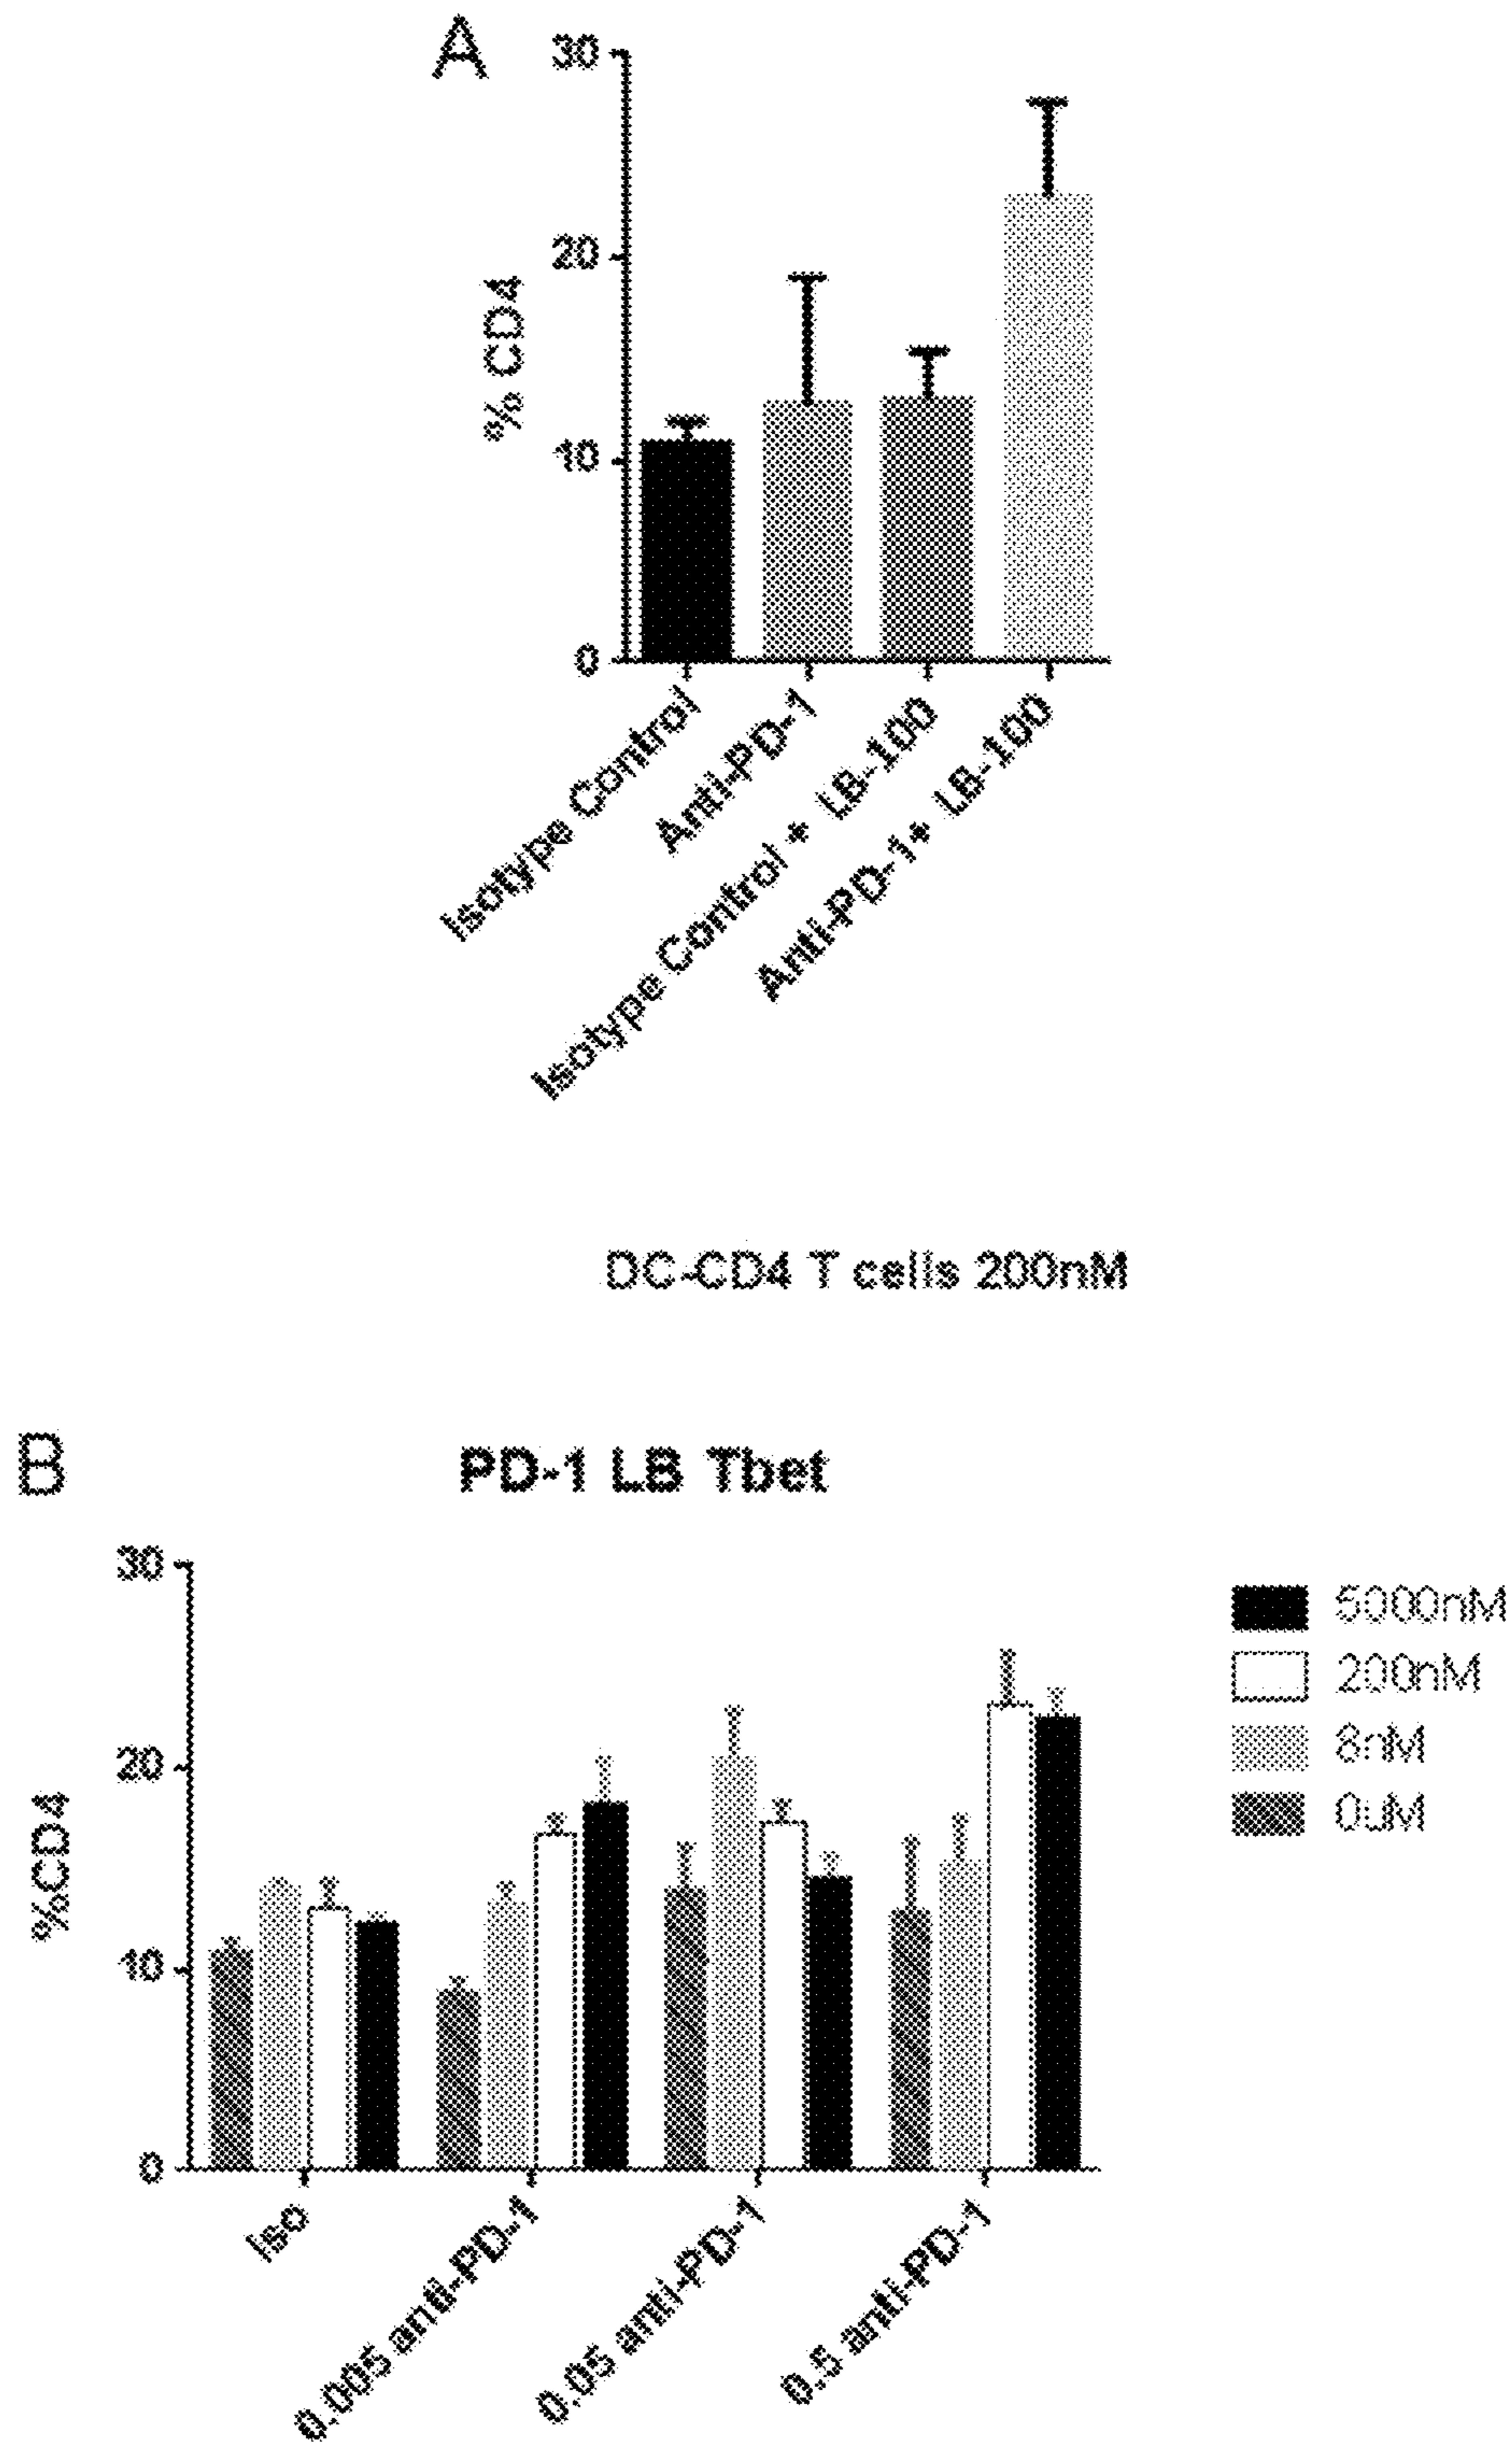 A
30
20
10
0
% CD4
Isotype Control
Anti-PD-1
Isotype Control + LB-100
Anti-PD-1+ LB-100
DC-CD4 T cells 200nM
B
PD-1 LB Tbet
30
20
10
0
%CD4
Iso
0.005 anti-PD-1
0.05 anti-PD-1
0.5 anti-PD-1
5000nM
200nM
8nM
0uM